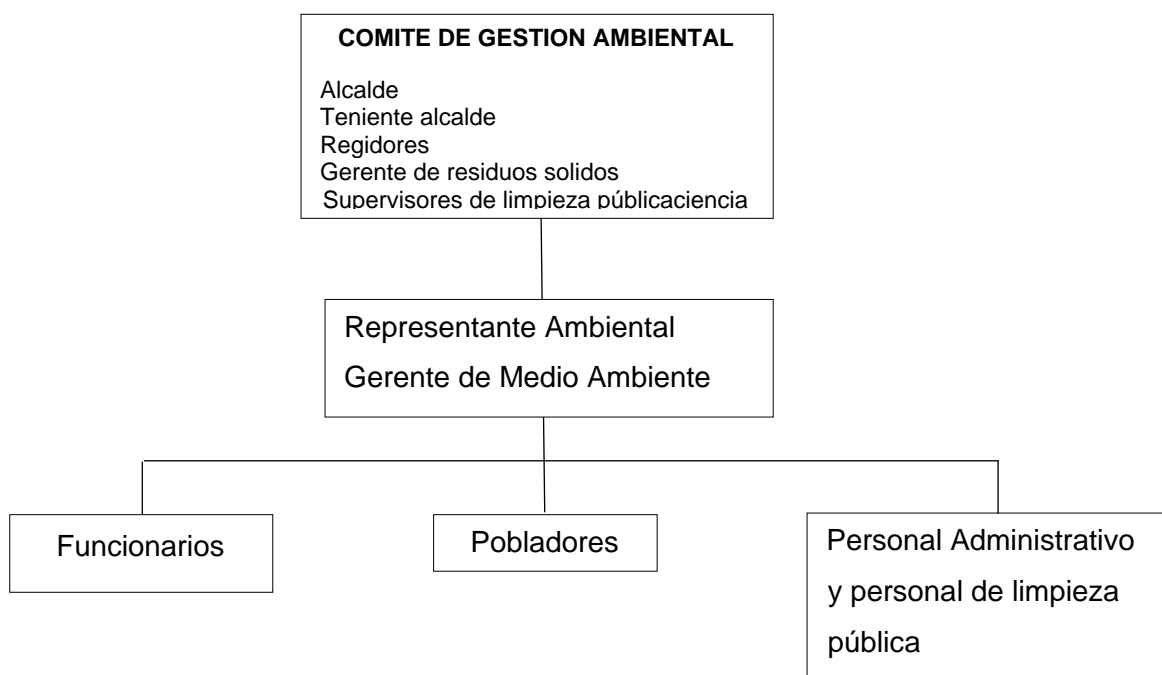 COMITE DE GESTION AMBIENTAL
Alcalde
Teniente alcalde
Regidores
Gerente de residuos solidos
Supervisores de limpieza públicaciencia
Representante Ambiental
Gerente de Medio Ambiente
Funcionarios
Pobladores
Personal Administrativo
y personal de limpieza
pública